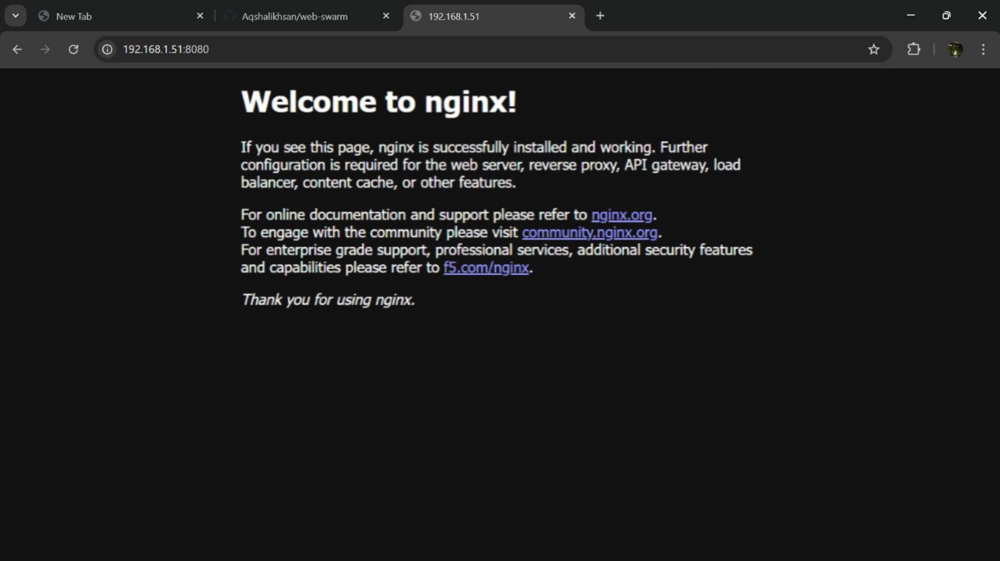 New Tab
Aqshalikhsan/web-swarm
192.168.1.51
192.168.1.51:8080
Welcome to nginx!
If you see this page, nginx is successfully installed and working. Further
configuration is required for the web server, reverse proxy, API gateway, load
balancer, content cache, or other features.
For online documentation and support please refer to nginx.org.
To engage with the community please visit community.nginx.org.
For enterprise grade support, professional services, additional security features
and capabilities please refer to f5.com/nginx.
Thank you for using nginx.